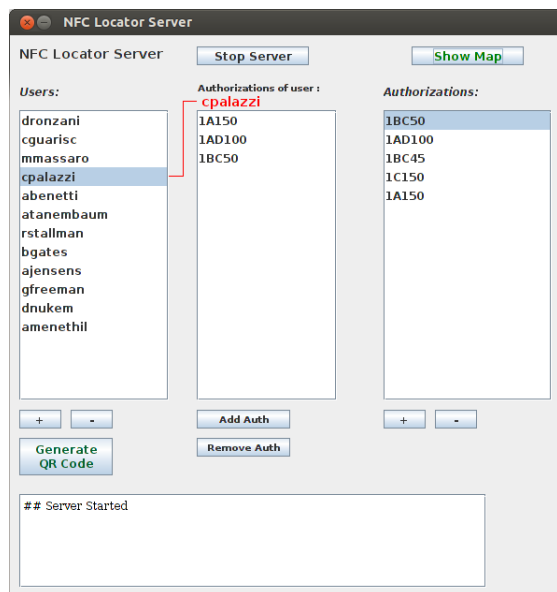 NFC Locator Server
NFC Locator Server
Stop Server
Show Map
Users:
Authorizations of user :
cpalazzi
Authorizations:
dronzani
cguarisc
mmassaro
cpalazzi
abenetti
atanembaum
rstallman
bgates
ajensens
gfreeman
dnukem
amenethil
1A150
1AD100
1BC50
1BC50
1AD100
1BC45
1C150
1A150
+
-
Add Auth
+
-
Generate
QR Code
Remove Auth
## Server Started